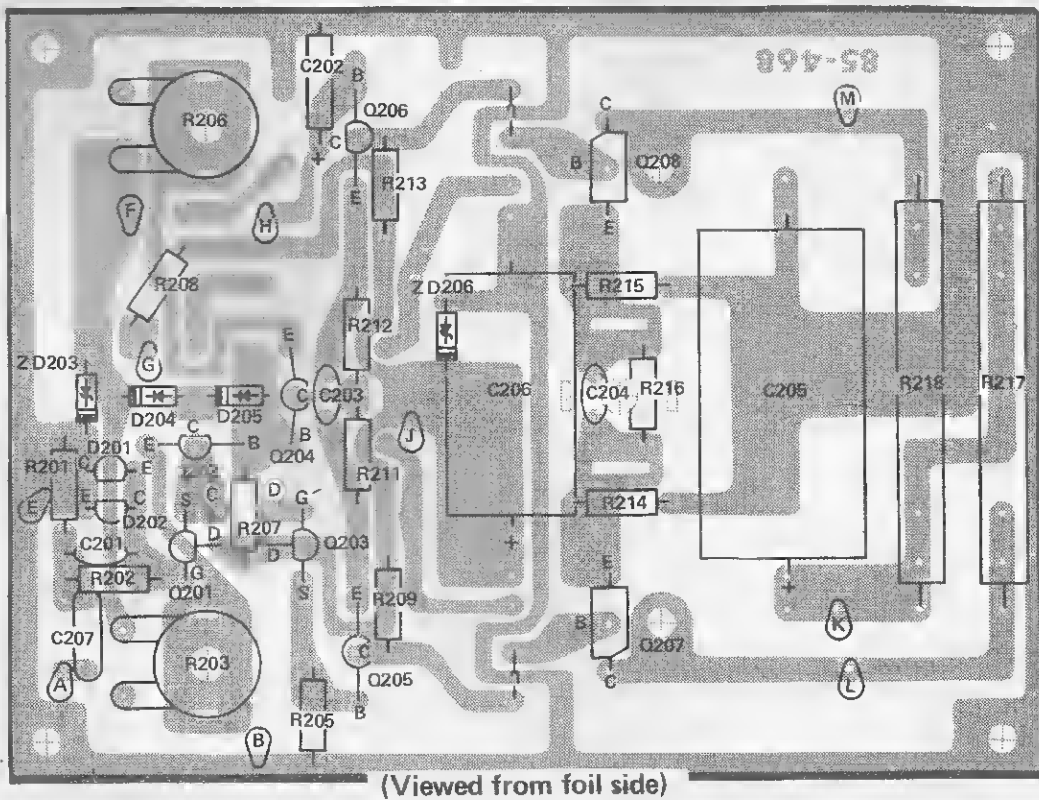 C202
B
85-468
Q206
C
C
M
R206
C
+
B
Q208
R213
E
F
H
E
R208
ZD206
R215
R212
E
ZD203
G
C206
C204
R216
C205
R218
R217
D204
D205
C
C203
C
J
D201
E
B
B
Q204
R201
C
E
R211
S
C
D
G
R214
E
E
C
D202
R207
C201
D
D
Q203
+
+
R202
G
S
E
R209
E
Q201
B
K
C207
R203
C
Q207
A
Q205
C
L
R205
B
B
(Viewed from foil side)